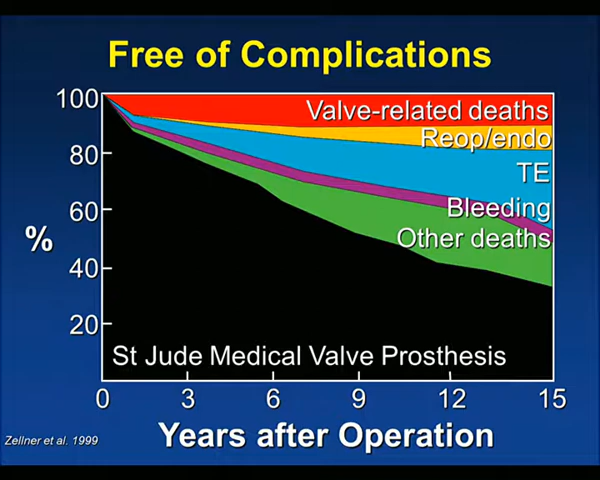 Free of Complications
100
80
60
40
20
%
Valve-related deaths
Reop/endo
TE
Bleeding
Other deaths
St Jude Medical Valve Prosthesis
0 3 6 9 12 15
Zellner et al. 1999
Years after Operation